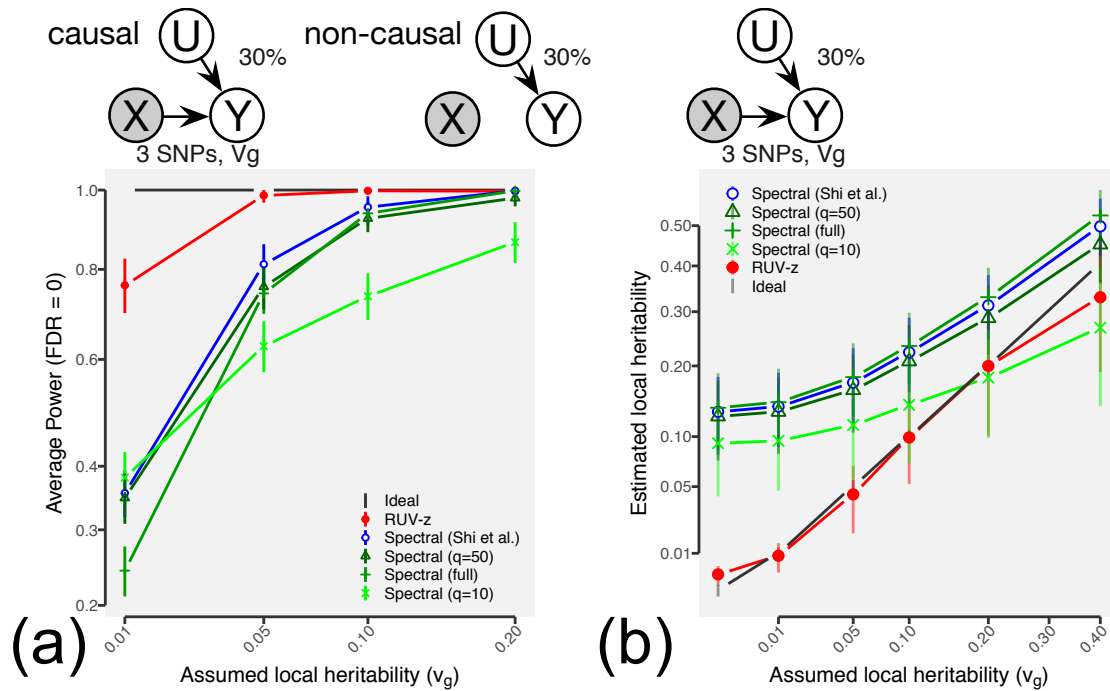 causal
U
30%
X
Y
3 SNPs, Vg
non-causal
U
30%
X
Y
U
30%
X
Y
3 SNPs, Vg
Average Power (FDR = 0)
1.0
0.8
0.6
0.4
0.3
0.2
Ideal
RUV-z
Spectral (Shi et al.)
Spectral (q=50)
Spectral (full)
Spectral (q=10)
0.01
0.05
0.10
0.20
Assumed local heritability (vg)
(a)
Estimated local heritability
0.50
0.40
0.30
0.20
0.10
0.05
0.01
Spectral (Shi et al.)
Spectral (q=50)
Spectral (full)
Spectral (q=10)
RUV-z
Ideal
0.01
0.05
0.10
0.20
0.30
0.40
Assumed local heritability (vg)
(b)